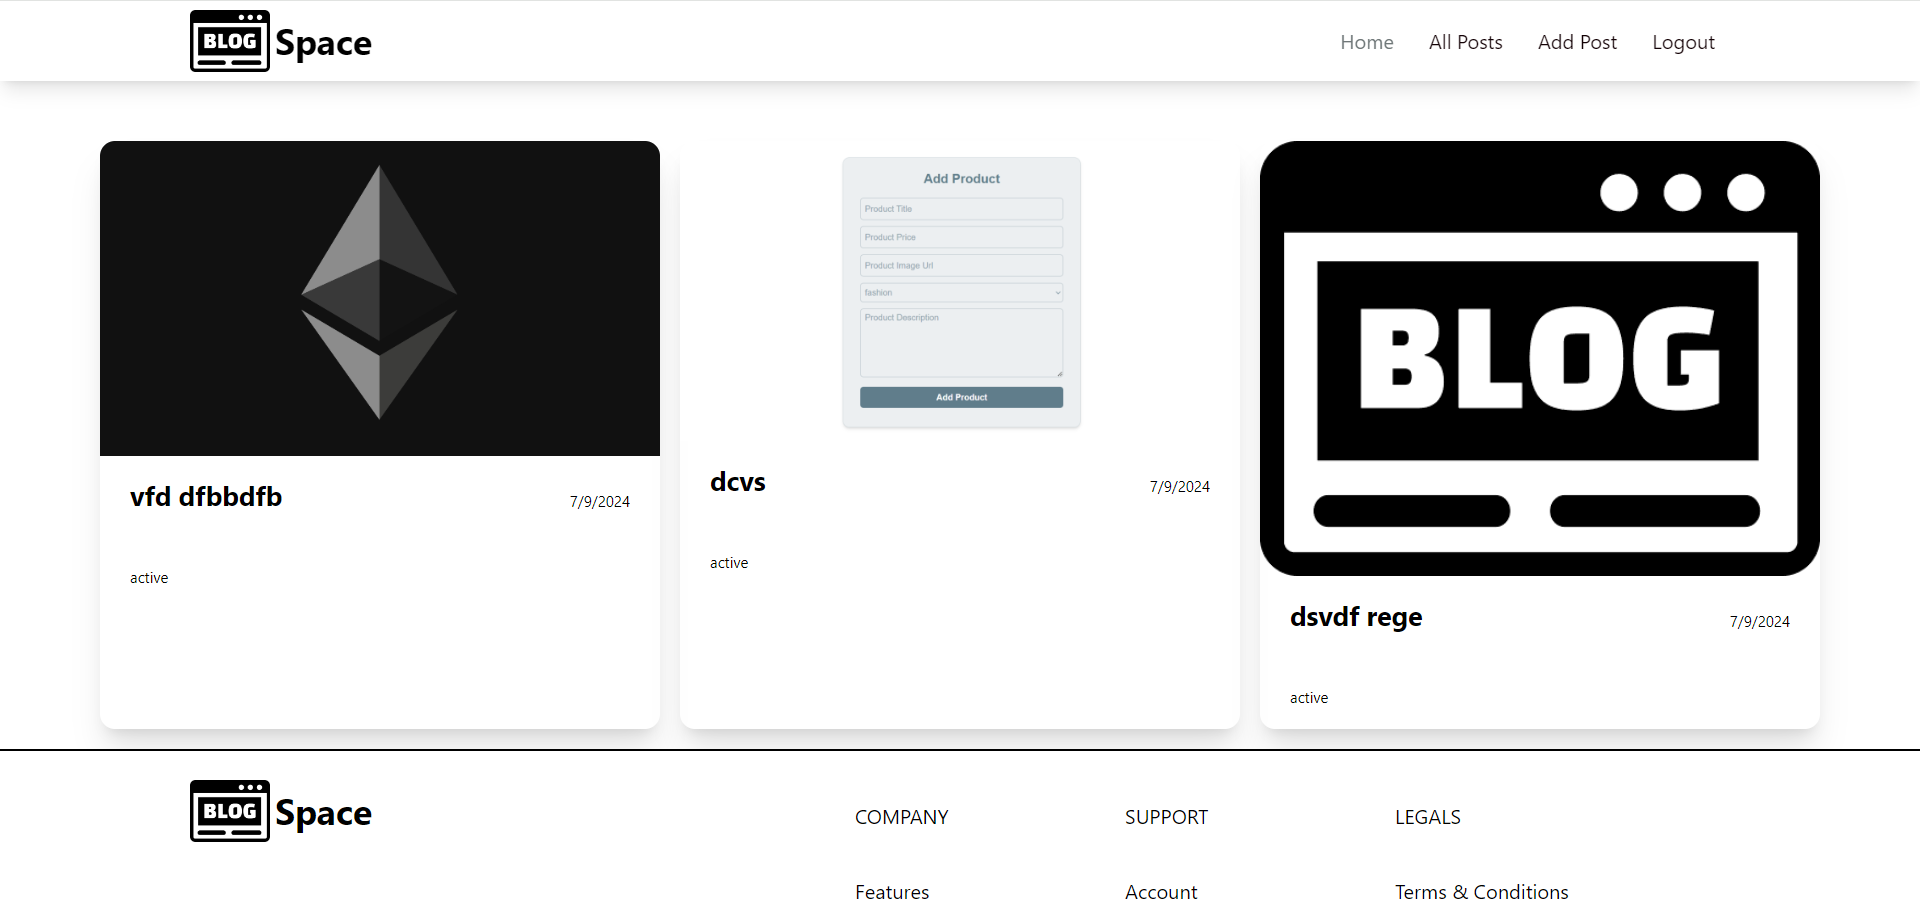 BLOG Space
Home All Posts Add Post Logout
Add Product
Product Title
Product Price
Product Image Url
fashion
Product Description
Add Product
BLOG
vfd dfbbdfb 7/9/2024
active
dcvs 7/9/2024
active
dsvdf rege 7/9/2024
active
BLOG Space
COMPANY SUPPORT LEGALS
Features Account Terms & Conditions